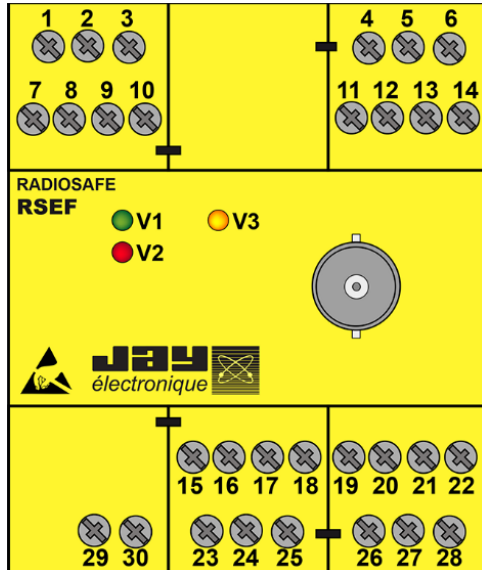 1 2 3 4 5 6
7 8 9 10 11 12 13 14
RADIOSAFE
RSEF
V1 V3
V2
JAY
électronique
15 16 17 18 19 20 21 22
29 30 23 24 25 26 27 28